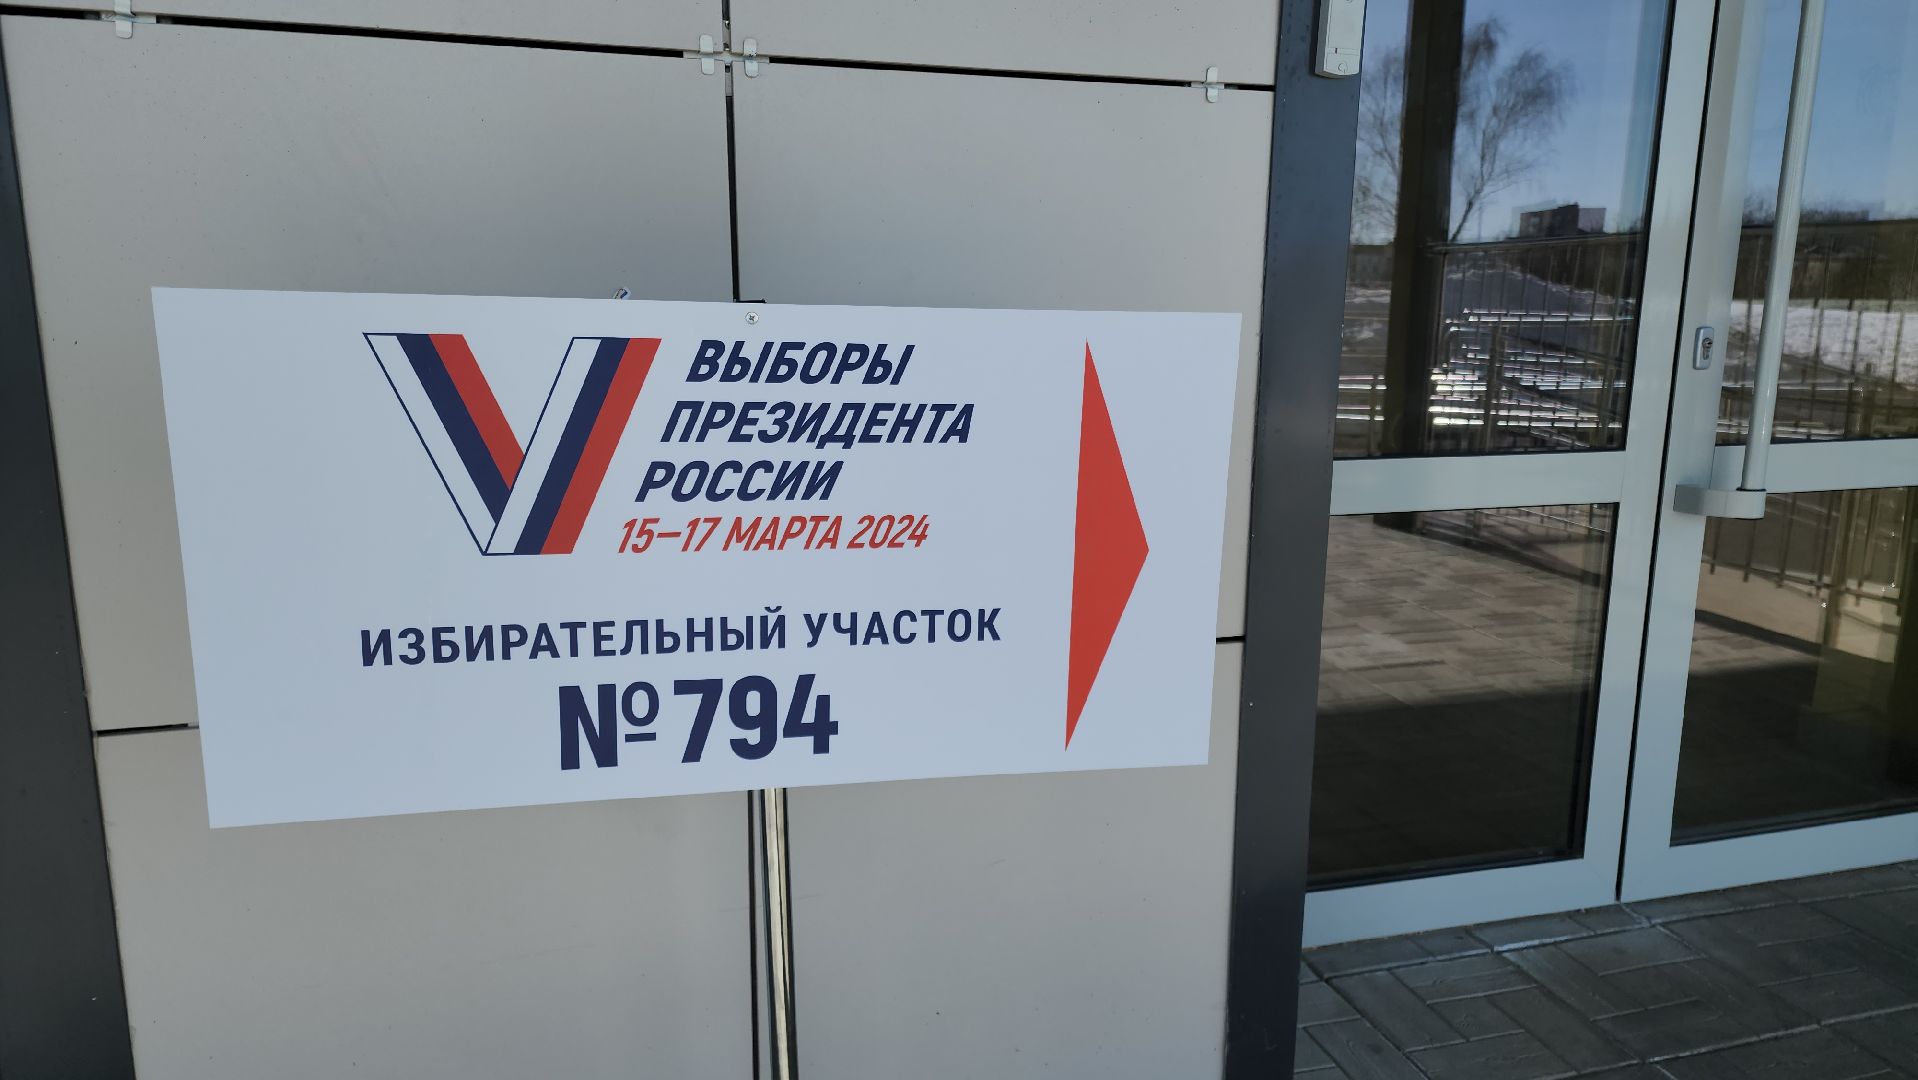 ВЫБОРЫ
ПРЕЗИДЕНТА
РОССИИ
15–17 МАРТА 2024
ИЗБИРАТЕЛЬНЫЙ УЧАСТОК
№794